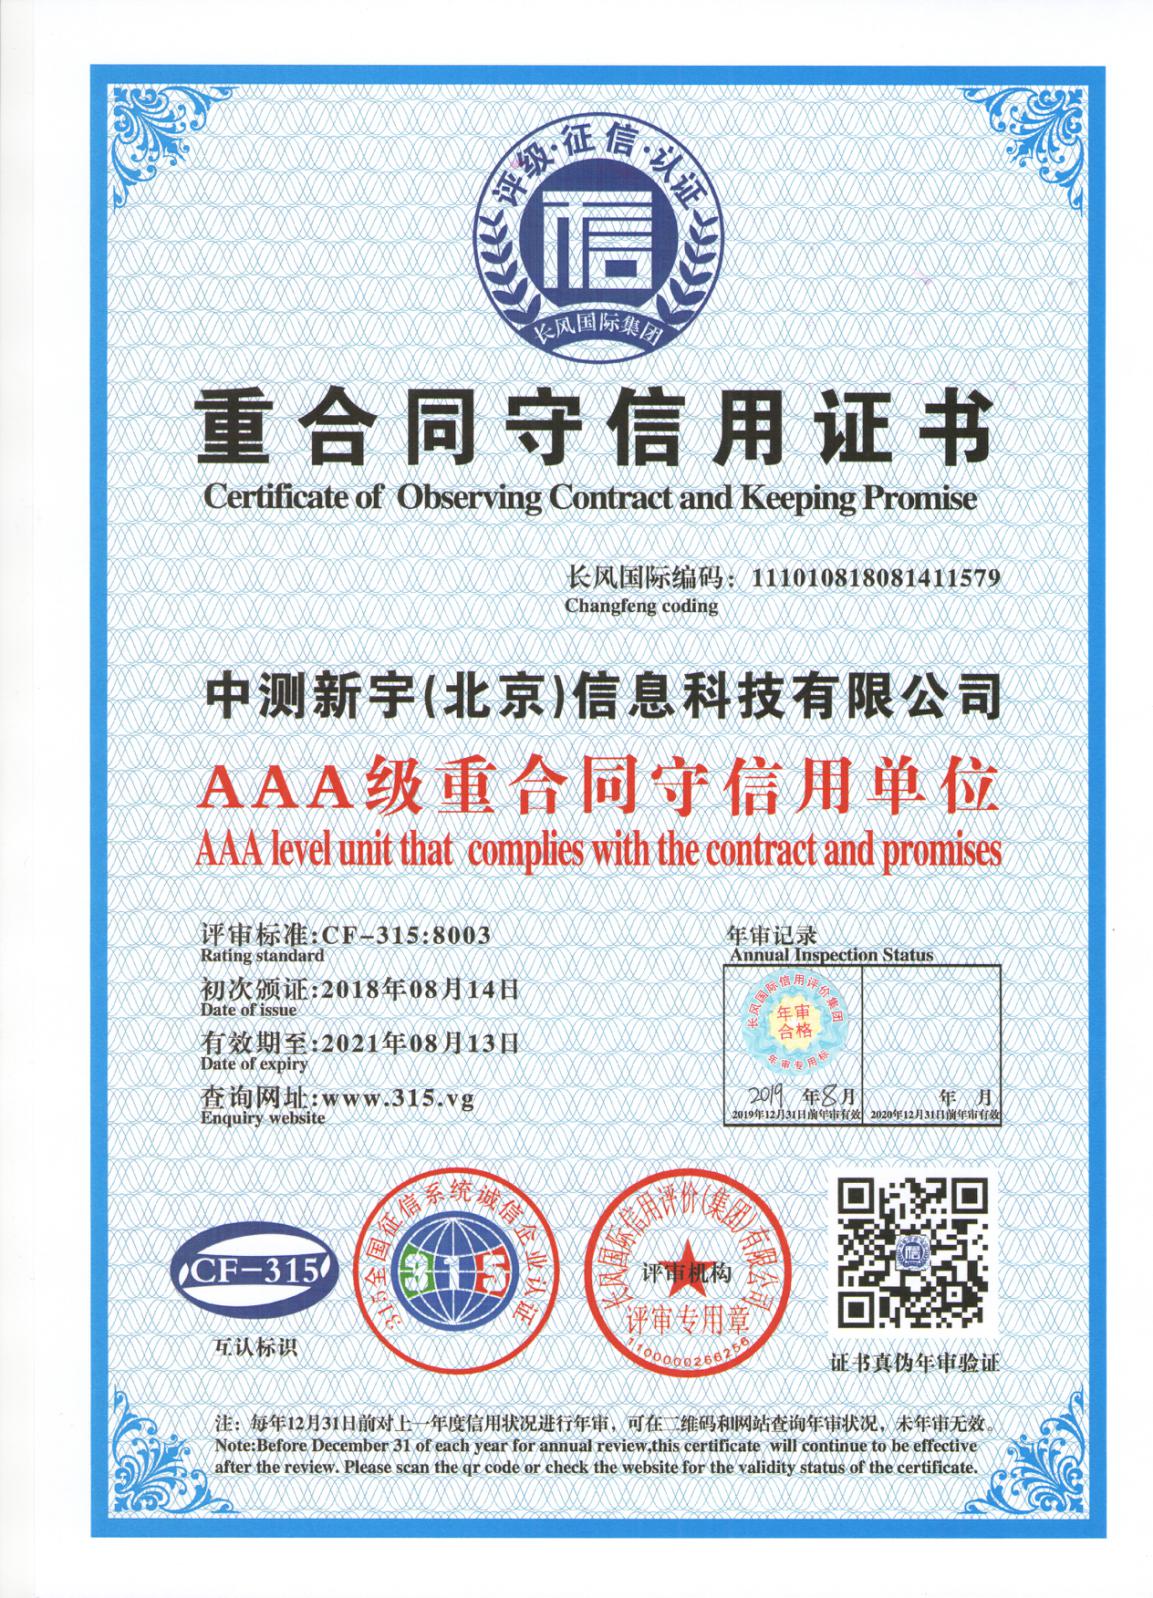 评级·征信·认证
信
长风国际集团
重合同守信用证书
Certificate of Observing Contract and Keeping Promise
长风国际编码：111010818081411579
Changfeng coding
中测新宇(北京)信息科技有限公司
AAA级重合同守信用单位
AAA level unit that complies with the contract and promises
评审标准:CF-315:8003
Rating standard
初次颁证:2018年08月14日
Date of issue
有效期至:2021年08月13日
Date of expiry
查询网址:www.315.vg
Enquiry website
年审记录
Annual Inspection Status
长风国际信用评价集团
年审
合格
年审专用标
2019 年8月
2019年12月31日前年审有效
年 月
2020年12月31日前年审有效
CF-315
互认标识
315全国征信系统诚信企业认证
315
长风国际信用评价(集团)有限公司
评审机构
评审专用章
1100000266256
信
证书真伪年审验证
注：每年12月31日前对上一年度信用状况进行年审，可在二维码和网站查询年审状况，未年审无效。
Note:Before December 31 of each year for annual review,this certificate will continue to be effective
after the review. Please scan the qr code or check the website for the validity status of the certificate.